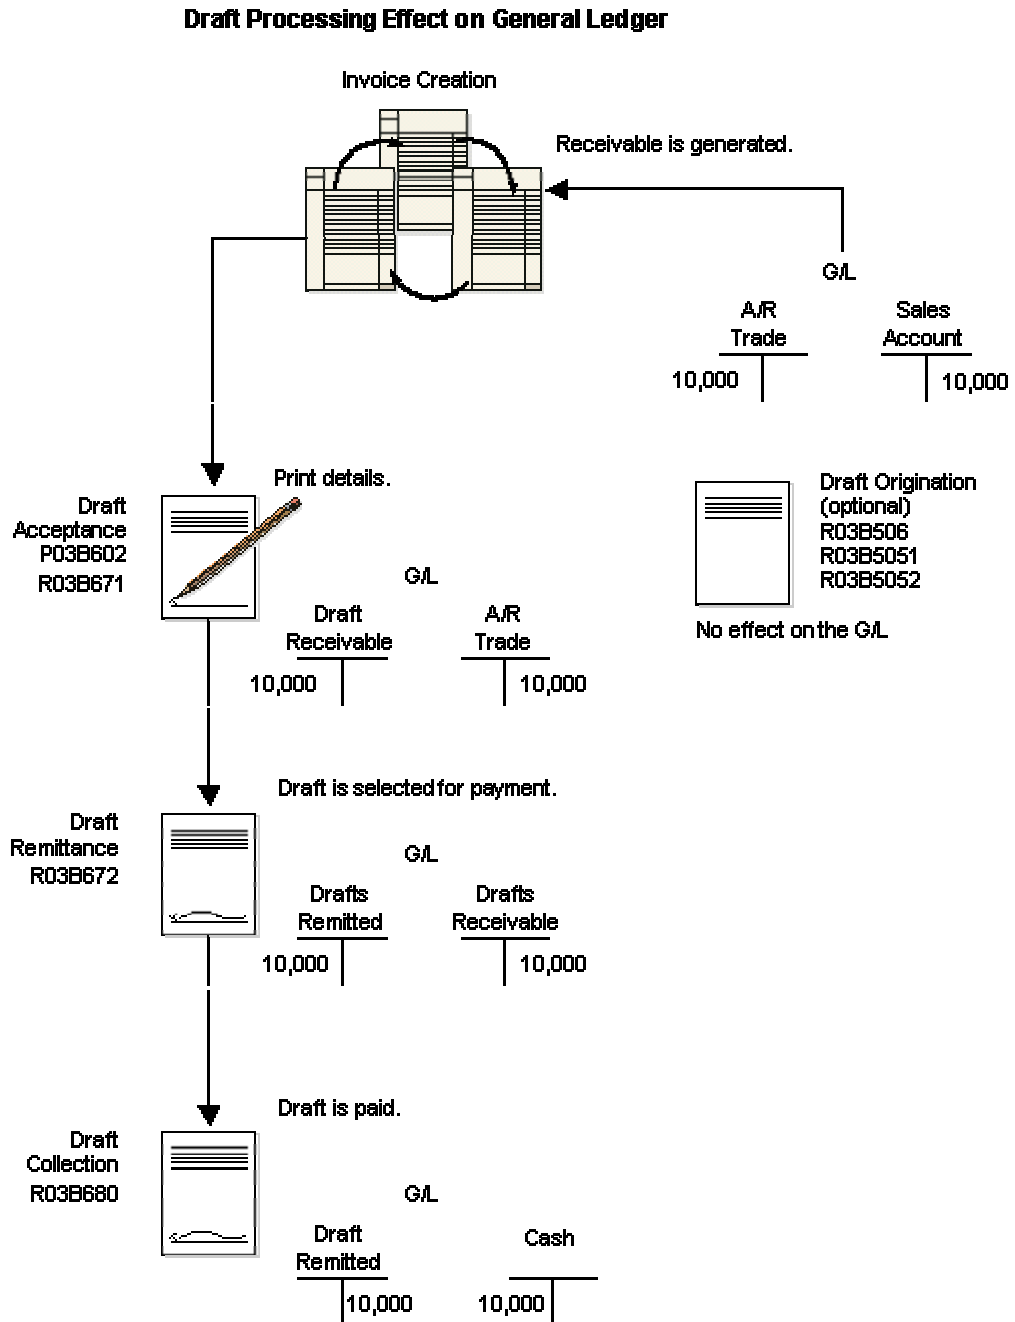 Draft Processing Effect on General Ledger
Invoice Creation
Receivable is generated.
G/L
A/R
Trade
Sales
Account
10,000
10,000
Print details.
Draft
Acceptance
P03B602
R03B671
Draft Origination
(optional)
R03B506
R03B5051
R03B5052
No effect on the G/L
G/L
Draft
Receivable
A/R
Trade
10,000
10,000
Draft is selected for payment.
Draft
Remittance
R03B672
G/L
Drafts
Remitted
Drafts
Receivable
10,000
10,000
Draft is paid.
Draft
Collection
R03B680
G/L
Draft
Remitted
Cash
10,000
10,000